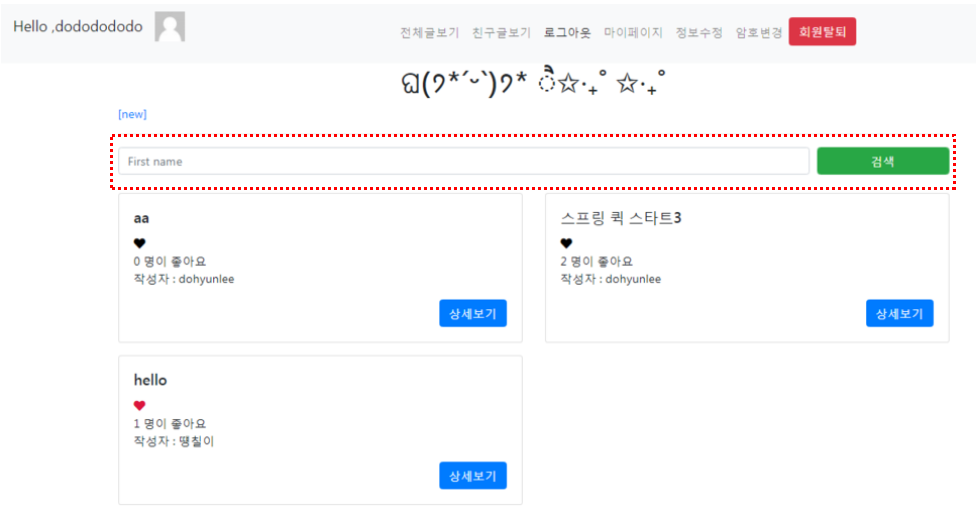 Hello ,dodododododo
전체글보기 친구글보기 로그아웃 마이페이지 정보수정 암호변경 회원탈퇴
ଘ(੭*ˊᵕˋ)੭* ੈ✩‧₊˚ ✩‧₊˚
[new]
First name
검색
aa
0 명이 좋아요
작성자 : dohyunlee
상세보기
스프링 퀵 스타트3
2 명이 좋아요
작성자 : dohyunlee
상세보기
hello
1 명이 좋아요
작성자 : 땡칠이
상세보기